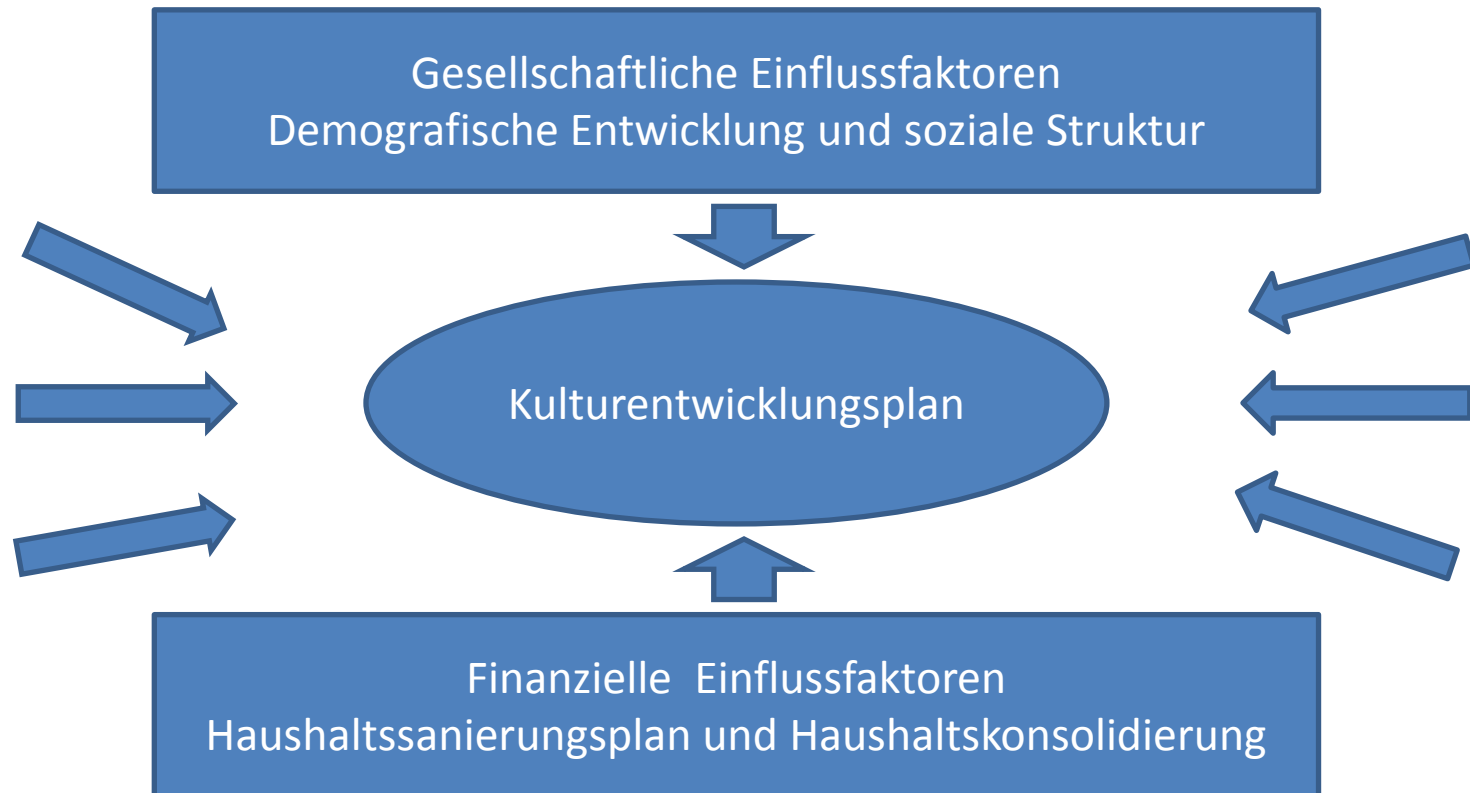 Gesellschaftliche Einflussfaktoren
Demografische Entwicklung und soziale Struktur
Kulturentwicklungsplan
Finanzielle  Einflussfaktoren
Haushaltssanierungsplan und Haushaltskonsolidierung